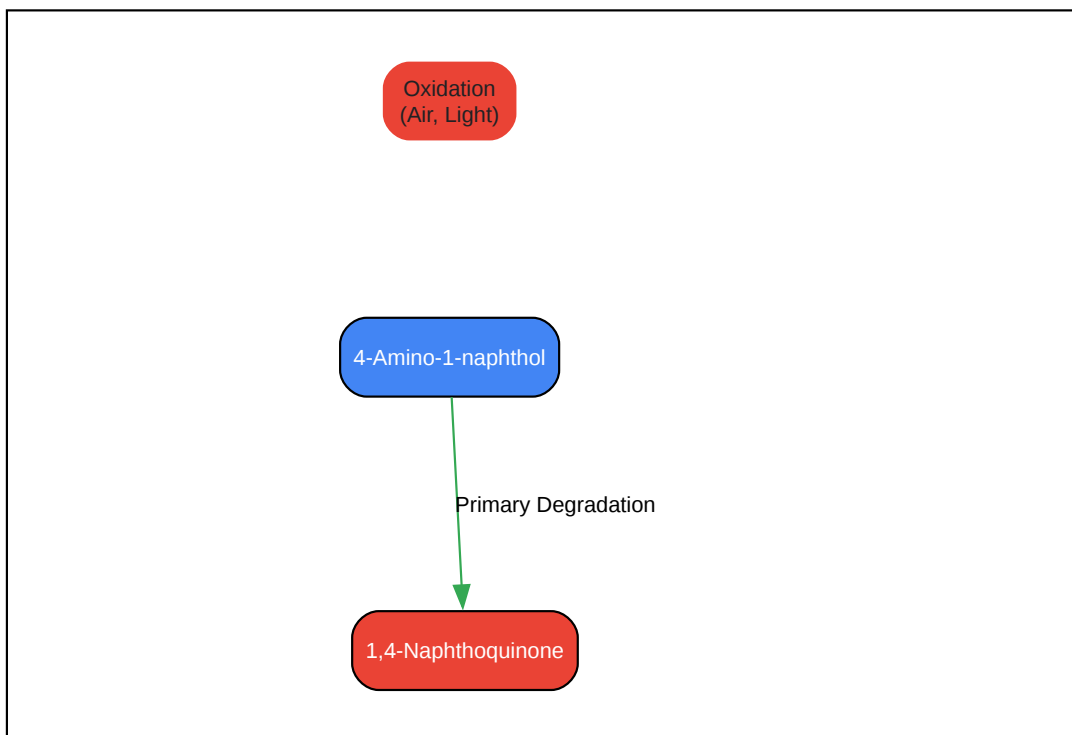 Oxidation
(Air, Light)
4-Amino-1-naphthol
Primary Degradation
1,4-Naphthoquinone